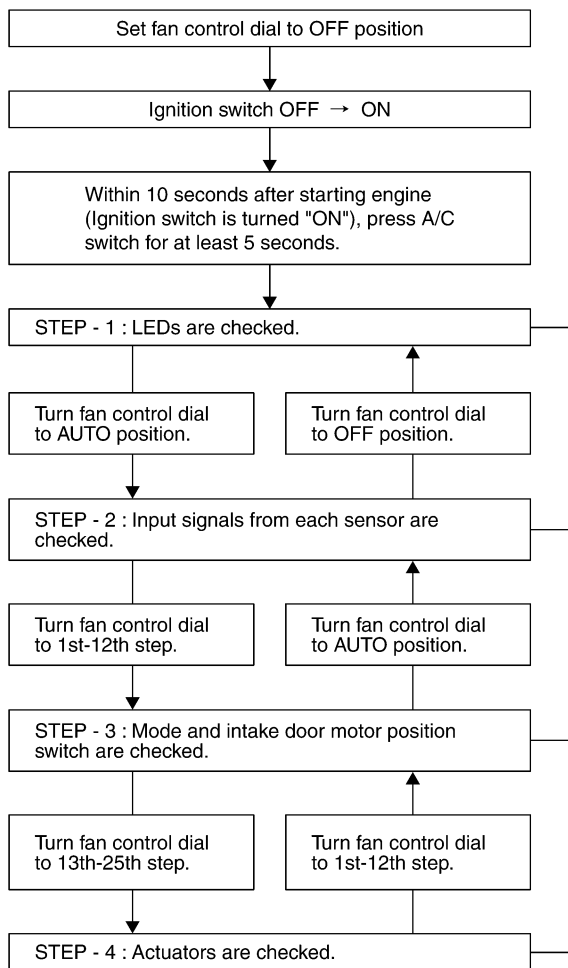 Set fan control dial to OFF position
Ignition switch OFF → ON
Within 10 seconds after starting engine
(Ignition switch is turned "ON"), press A/C
switch for at least 5 seconds.
STEP - 1 : LEDs are checked.
Turn fan control dial
to AUTO position.
Turn fan control dial
to OFF position.
STEP - 2 : Input signals from each sensor are
checked.
Turn fan control dial
to 1st-12th step.
Turn fan control dial
to AUTO position.
STEP - 3 : Mode and intake door motor position
switch are checked.
Turn fan control dial
to 13th-25th step.
Turn fan control dial
to 1st-12th step.
STEP - 4 : Actuators are checked.